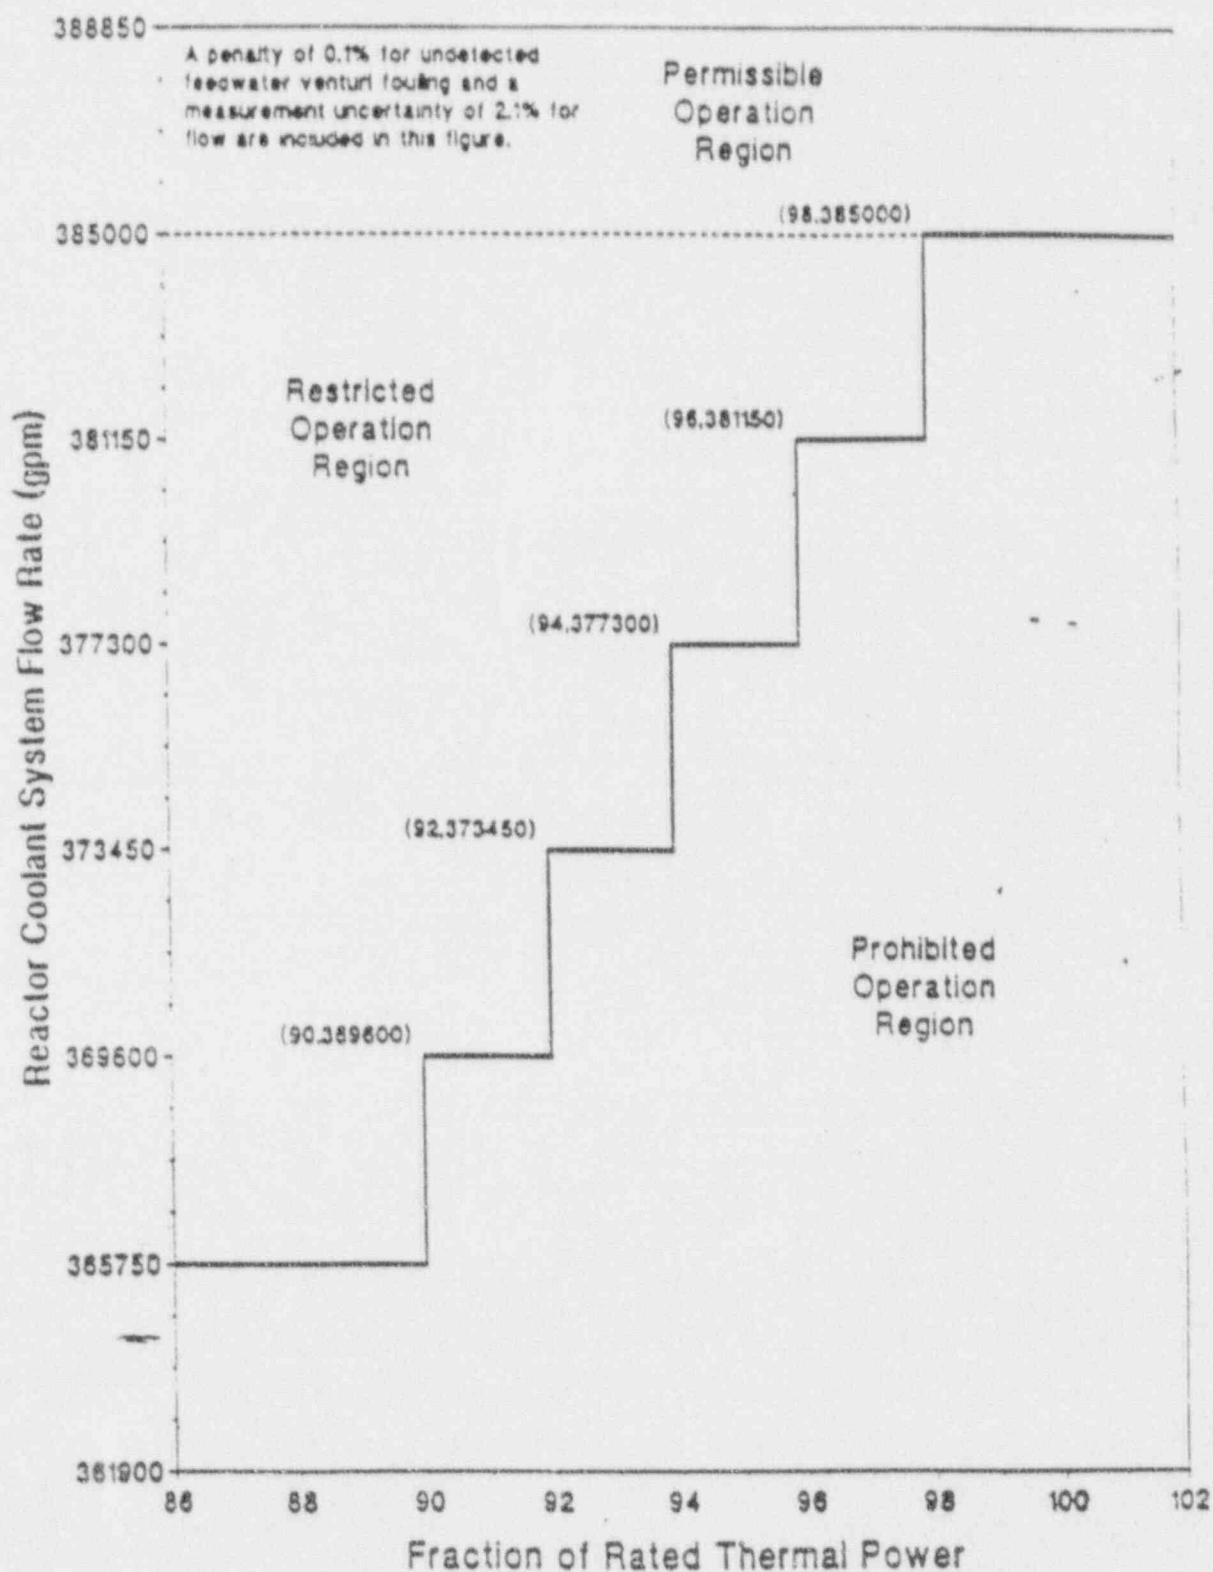 388850
A penalty of 0.1% for undetected
feedwater venturi fouling and a
measurement uncertainty of 2.1% for
flow are included in this figure.
Permissible
Operation
Region
(98,385000)
385000
Restricted
Operation
Region
(96,381150)
381150
Reactor Coolant System Flow Rate (gpm)
(94,377300)
377300
(92,373450)
373450
Prohibited
Operation
Region
(90,369600)
369600
365750
361900
86 88 90 92 94 96 98 100 102
Fraction of Rated Thermal Power